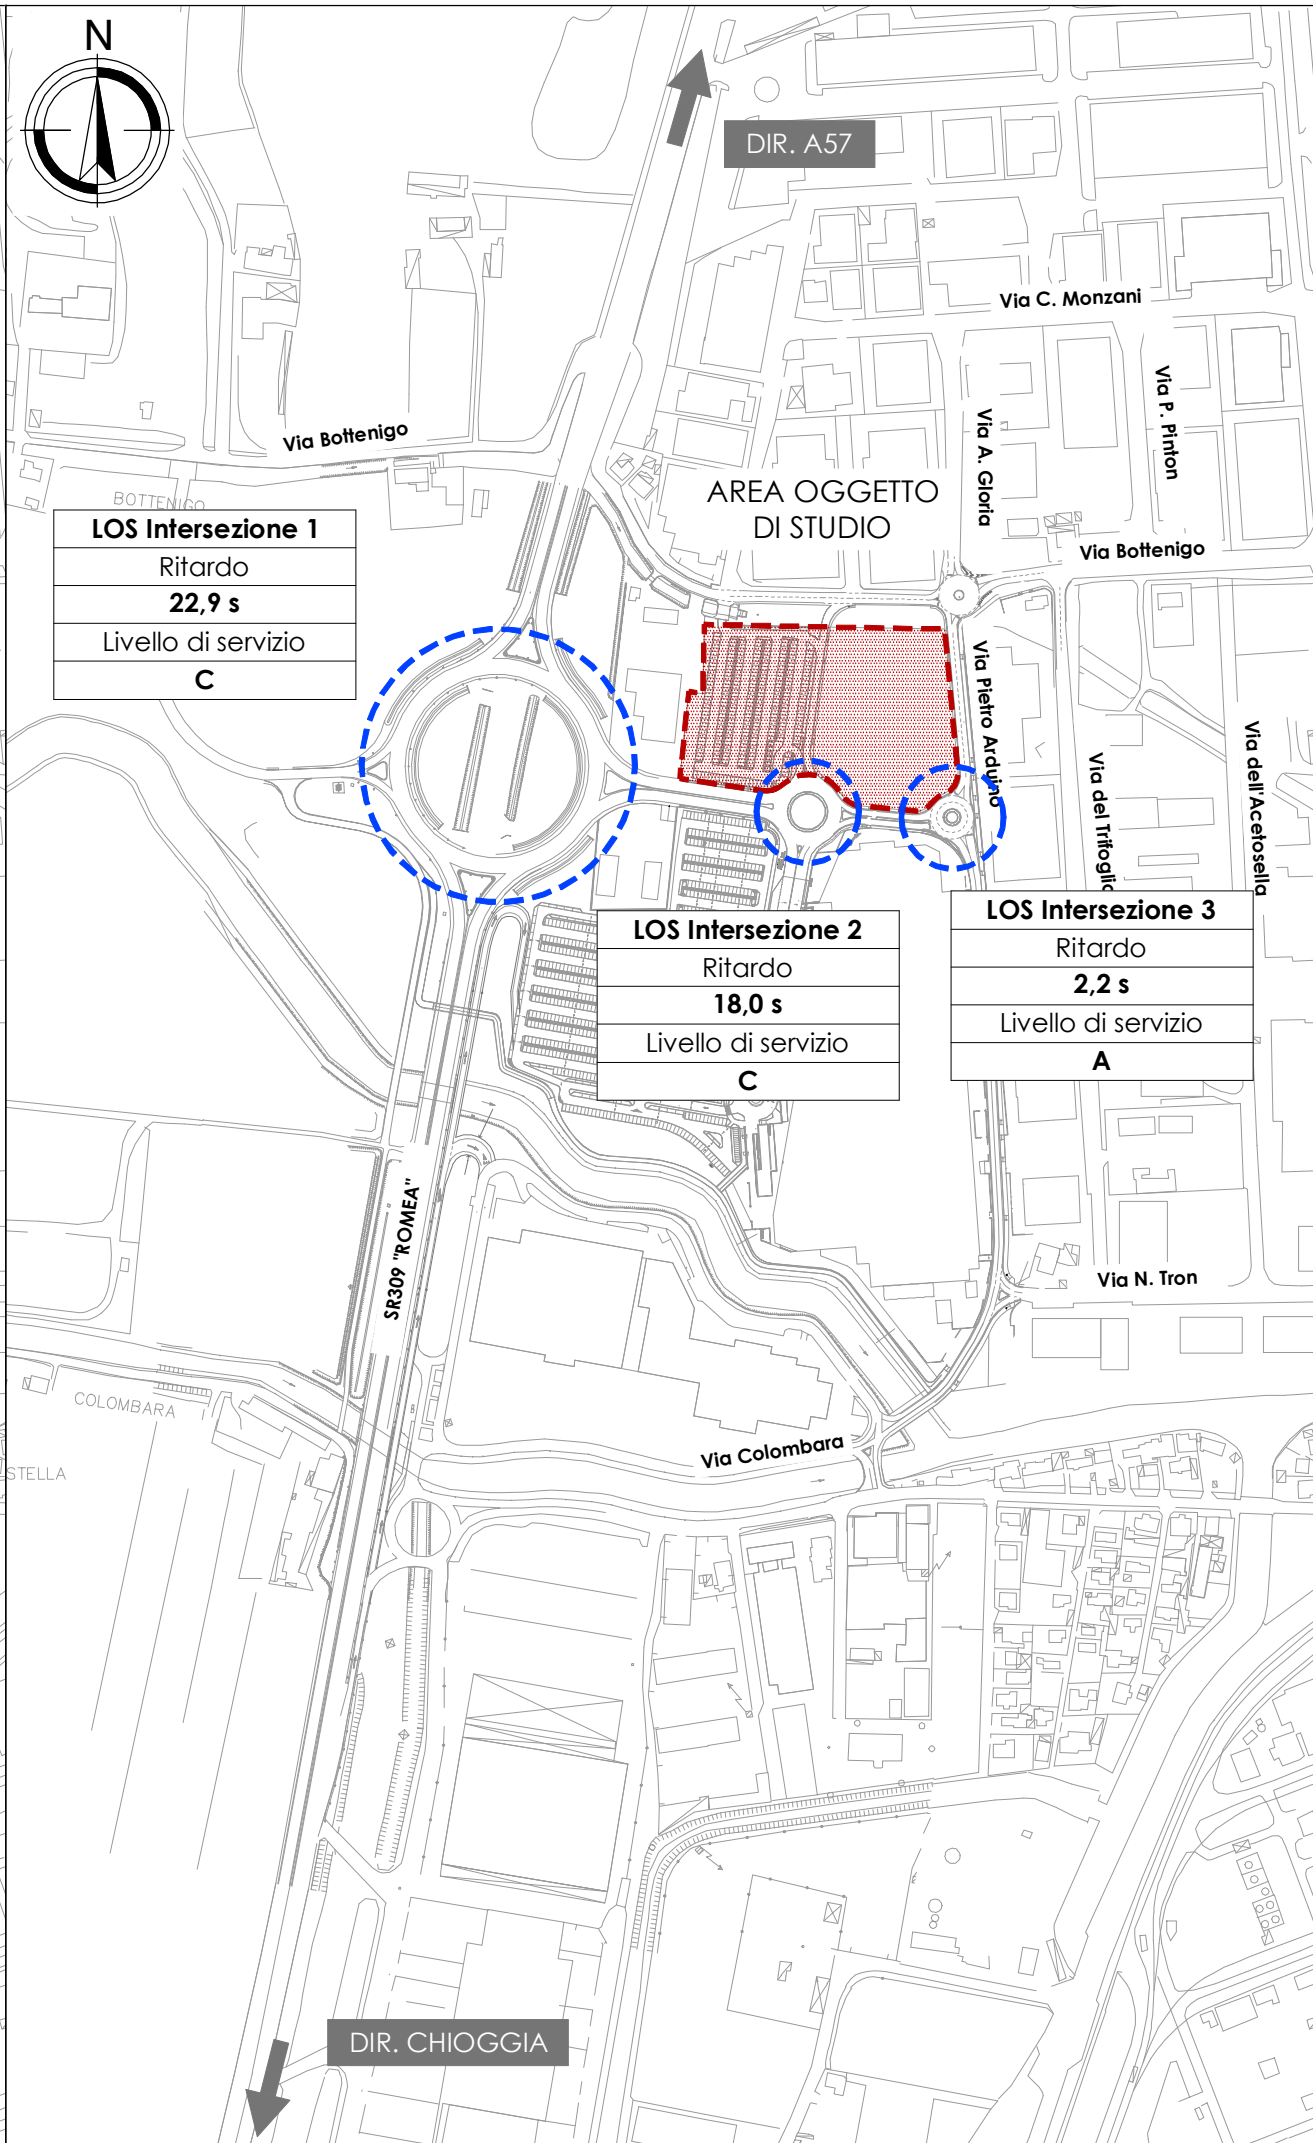 N
DIR. A57
Via C. Monzani
Via P. Pinton
Via A. Gloria
Via Bottenigo
BOTTENIGO
AREA OGGETTO
DI STUDIO
Via Bottenigo
LOS Intersezione 1
Ritardo
22,9 s
Livello di servizio
C
Via Pietro Arduino
Via del Trifoglio
Via dell'Acetosella
LOS Intersezione 2
Ritardo
18,0 s
Livello di servizio
C
LOS Intersezione 3
Ritardo
2,2 s
Livello di servizio
A
SR309 "ROMEA"
Via N. Tron
COLOMBARA
Via Colombara
STELLA
DIR. CHIOGGIA